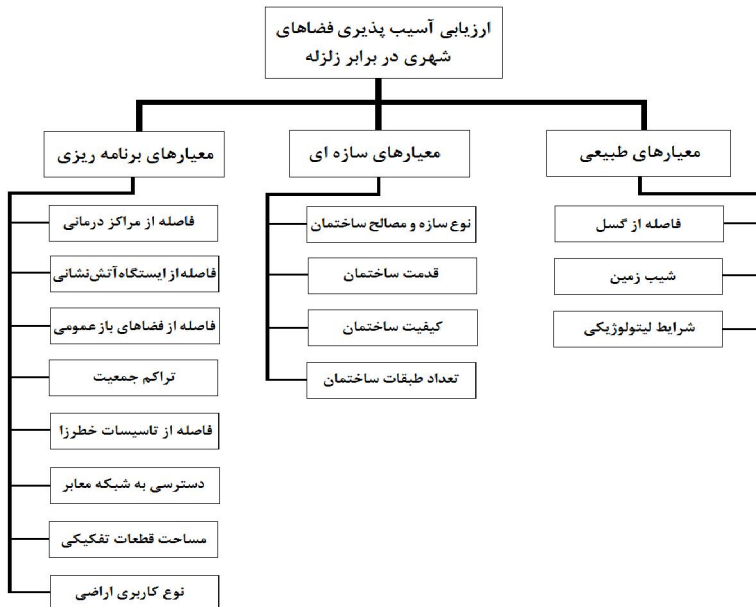 ارزیابی آسیب پذیری فضاهای
شهری در برابر زلزله
معیارهای طبیعی
فاصله از گسل
شیب زمین
شرایط لیتولوژیکی
معیارهای سازه ای
نوع سازه و مصالح ساختمان
قدمت ساختمان
کیفیت ساختمان
تعداد طبقات ساختمان
معیارهای برنامه ریزی
فاصله از مراکز درمانی
فاصله از ایستگاه آتش‌نشانی
فاصله از فضاهای باز عمومی
تراکم جمعیت
فاصله از تاسیسات خطرزا
دسترسی به شبکه معابر
مساحت قطعات تفکیکی
نوع کاربری اراضی